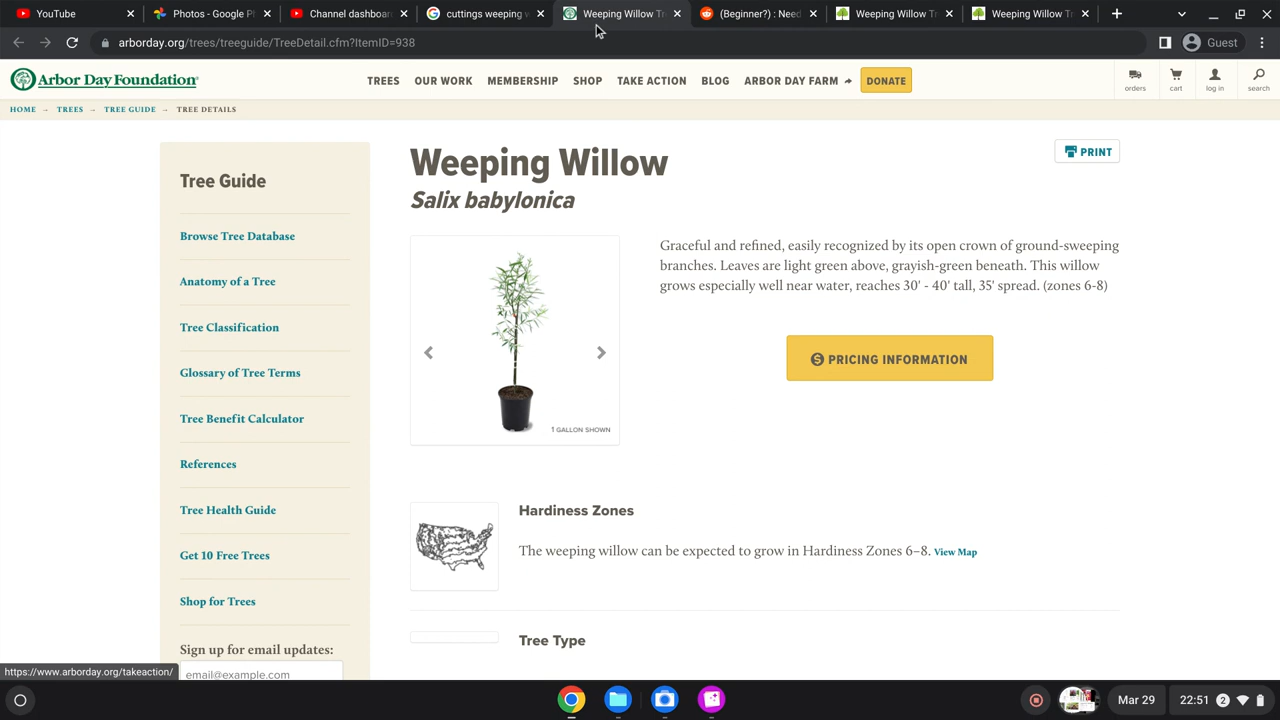 YouTube
Photos - Google P
Channel dashboar
cuttings weeping w
Weeping Willow Tr
(Beginner?) : Need
Weeping Willow Tr
Weeping Willow Tr
arborday.org/trees/treeguide/TreeDetail.cfm?ItemID=938
Guest
Arbor Day Foundation®
TREES OUR WORK MEMBERSHIP SHOP TAKE ACTION BLOG ARBOR DAY FARM DONATE
orders cart log in search
HOME → TREES → TREE GUIDE → TREE DETAILS
Tree Guide
Browse Tree Database
Anatomy of a Tree
Tree Classification
Glossary of Tree Terms
Tree Benefit Calculator
References
Tree Health Guide
Get 10 Free Trees
Shop for Trees
Sign up for email updates:
email@example.com
Weeping Willow
PRINT
Salix babylonica
1 GALLON SHOWN
Graceful and refined, easily recognized by its open crown of ground-sweeping
branches. Leaves are light green above, grayish-green beneath. This willow
grows especially well near water, reaches 30' - 40' tall, 35' spread. (zones 6-8)
$ PRICING INFORMATION
Hardiness Zones
The weeping willow can be expected to grow in Hardiness Zones 6–8. View Map
Tree Type
https://www.arborday.org/takeaction/
Mar 29
22:51 2